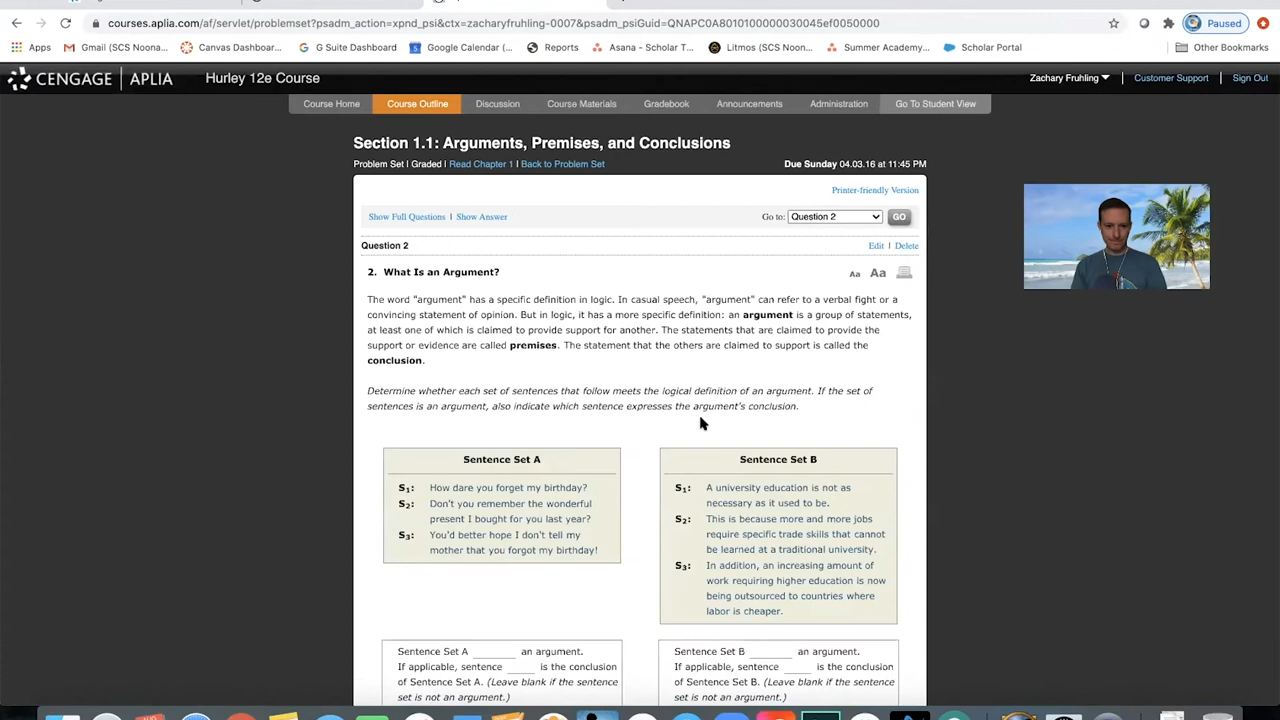 courses.aplia.com/af/servlet/problemset?psadm_action=xpnd_psi&ctx=zacharyfruhling-0007&psadm_psiGuid=QNAPC0A8010100000030045ef0050000
Paused
Apps
Gmail (SCS Noona...
Canvas Dashboar...
G Suite Dashboard
Google Calendar (...
Reports
Asana - Scholar T...
Litmos (SCS Noo...
Summer Academy...
Scholar Portal
Other Bookmarks
CENGAGE | APLIA
Hurley 12e Course
Zachary Fruhling
Customer Support
Sign Out
Course Home
Course Outline
Discussion
Course Materials
Gradebook
Announcements
Administration
Go To Student View
Section 1.1: Arguments, Premises, and Conclusions
Problem Set | Graded | Read Chapter 1 | Back to Problem Set
Due Sunday 04.03.16 at 11:45 PM
Printer-friendly Version
Show Full Questions | Show Answer
Go to: Question 2 GO
Question 2
Edit | Delete
2. What Is an Argument?
Aa Aa
The word "argument" has a specific definition in logic. In casual speech, "argument" can refer to a verbal fight or a
convincing statement of opinion. But in logic, it has a more specific definition: an argument is a group of statements,
at least one of which is claimed to provide support for another. The statements that are claimed to provide the
support or evidence are called premises. The statement that the others are claimed to support is called the
conclusion.
Determine whether each set of sentences that follow meets the logical definition of an argument. If the set of
sentences is an argument, also indicate which sentence expresses the argument's conclusion.
Sentence Set A
S1: How dare you forget my birthday?
S2: Don't you remember the wonderful
present I bought for you last year?
S3: You'd better hope I don't tell my
mother that you forgot my birthday!
Sentence Set B
S1: A university education is not as
necessary as it used to be.
S2: This is because more and more jobs
require specific trade skills that cannot
be learned at a traditional university.
S3: In addition, an increasing amount of
work requiring higher education is now
being outsourced to countries where
labor is cheaper.
Sentence Set A ______ an argument.
If applicable, sentence ____ is the conclusion
of Sentence Set A. (Leave blank if the sentence
set is not an argument.)
Sentence Set B ______ an argument.
If applicable, sentence ____ is the conclusion
of Sentence Set B. (Leave blank if the sentence
set is not an argument.)